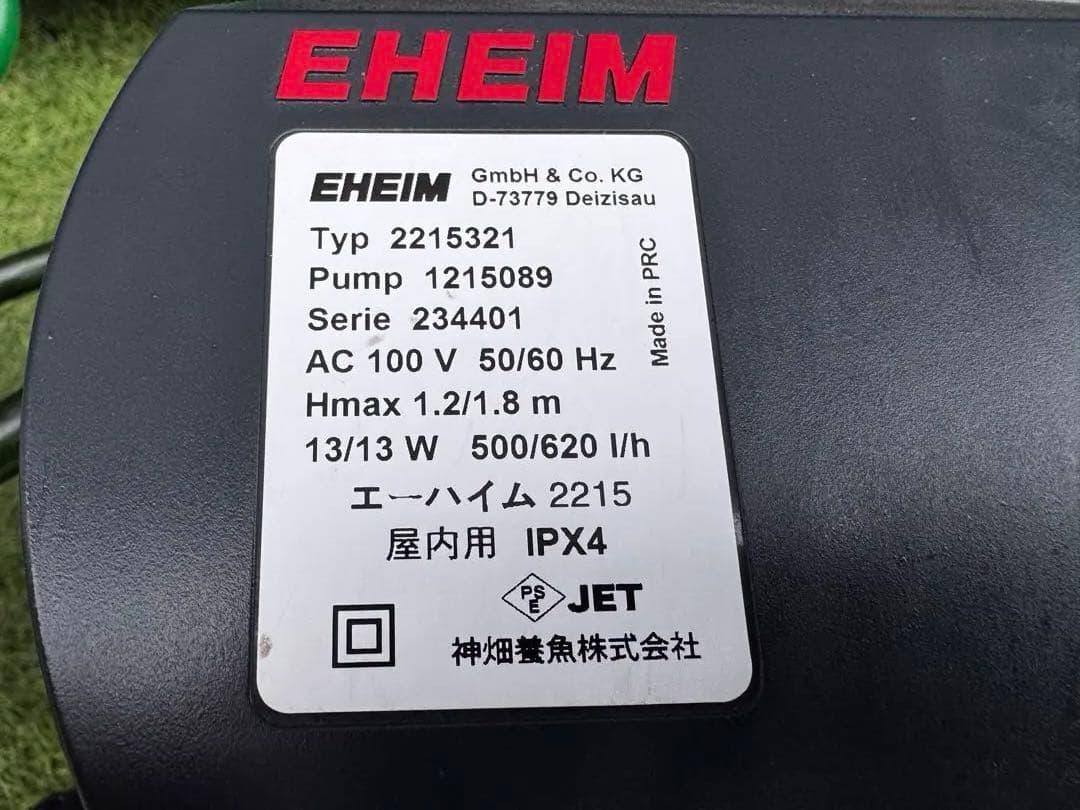 EHEIM
EHEIM GmbH & Co. KG
D-73779 Deizisau
Typ 2215321
Pump 1215089
Serie 234401
AC 100 V 50/60 Hz
Hmax 1.2/1.8 m
13/13 W 500/620 l/h
Made in PRC
エーハイム 2215
屋内用 IPX4
PSE JET
神畑養魚株式会社